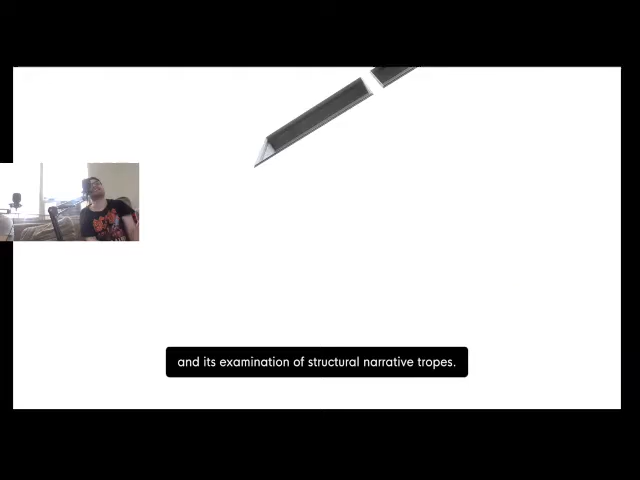 and its examination of structural narrative tropes.